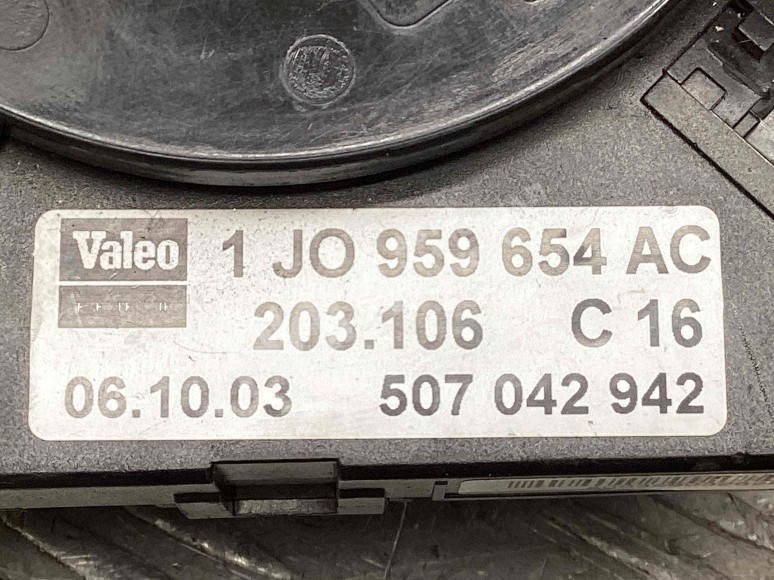 Valeo 1 JO 959 654 AC
203.106 C 16
06.10.03 507 042 942